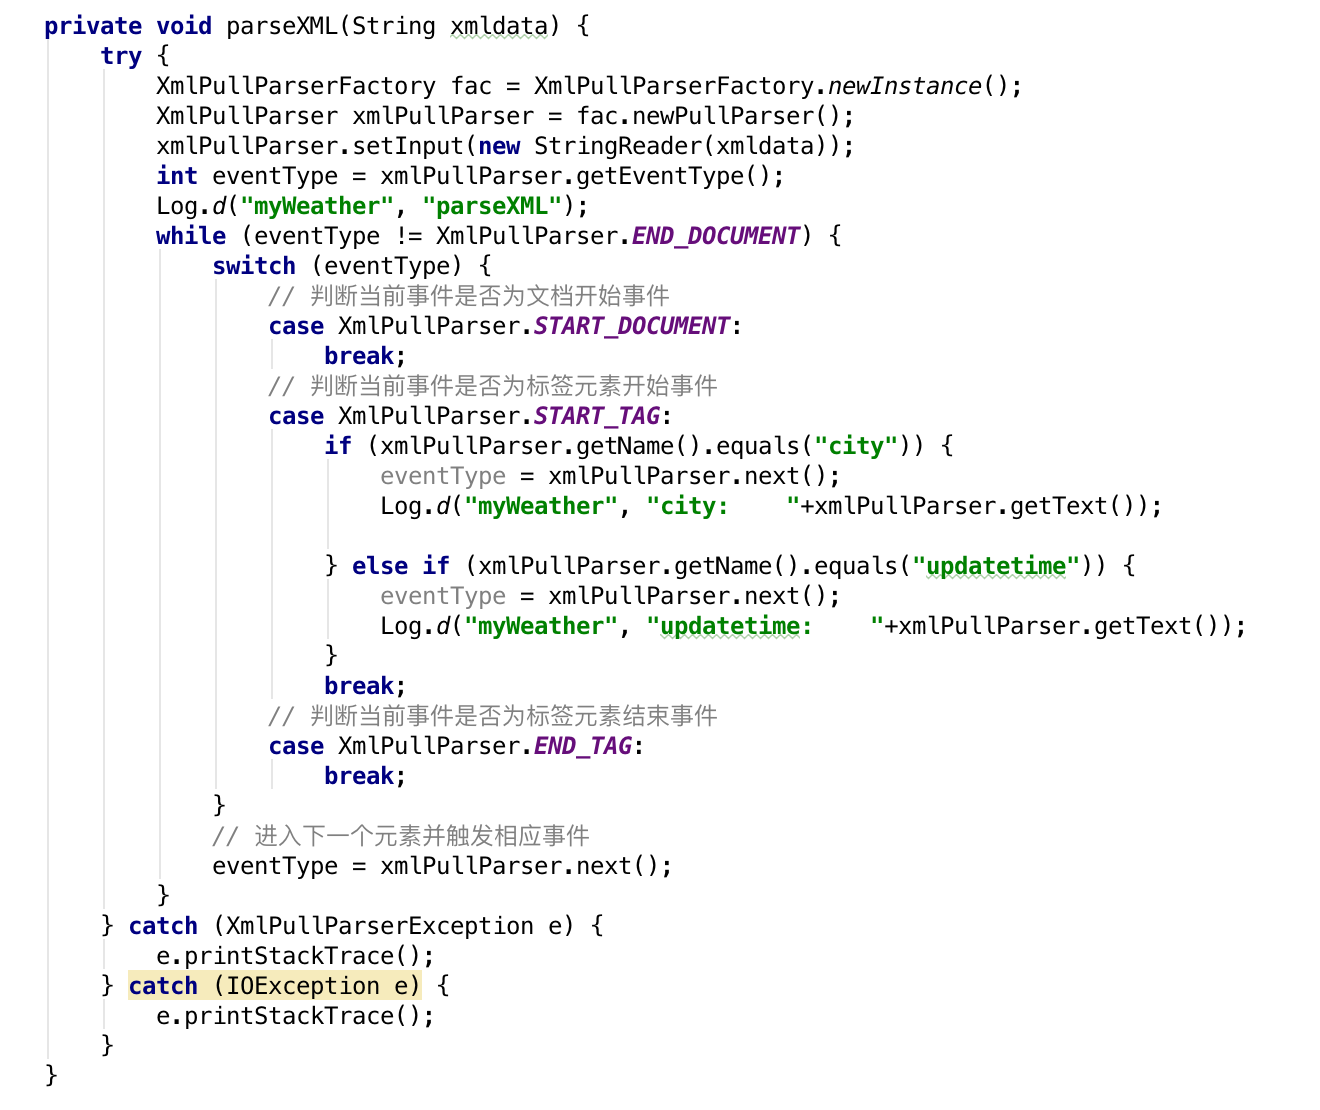 private void parseXML(String xmldata) {
try {
XmlPullParserFactory fac = XmlPullParserFactory.newInstance();
XmlPullParser xmlPullParser = fac.newPullParser();
xmlPullParser.setInput(new StringReader(xmldata));
int eventType = xmlPullParser.getEventType();
Log.d("myWeather", "parseXML");
while (eventType != XmlPullParser.END_DOCUMENT) {
switch (eventType) {
// 判断当前事件是否为文档开始事件
case XmlPullParser.START_DOCUMENT:
break;
// 判断当前事件是否为标签元素开始事件
case XmlPullParser.START_TAG:
if (xmlPullParser.getName().equals("city")) {
eventType = xmlPullParser.next();
Log.d("myWeather", "city:    "+xmlPullParser.getText());
} else if (xmlPullParser.getName().equals("updatetime")) {
eventType = xmlPullParser.next();
Log.d("myWeather", "updatetime:    "+xmlPullParser.getText());
}
break;
// 判断当前事件是否为标签元素结束事件
case XmlPullParser.END_TAG:
break;
}
// 进入下一个元素并触发相应事件
eventType = xmlPullParser.next();
}
} catch (XmlPullParserException e) {
e.printStackTrace();
} catch (IOException e) {
e.printStackTrace();
}
}